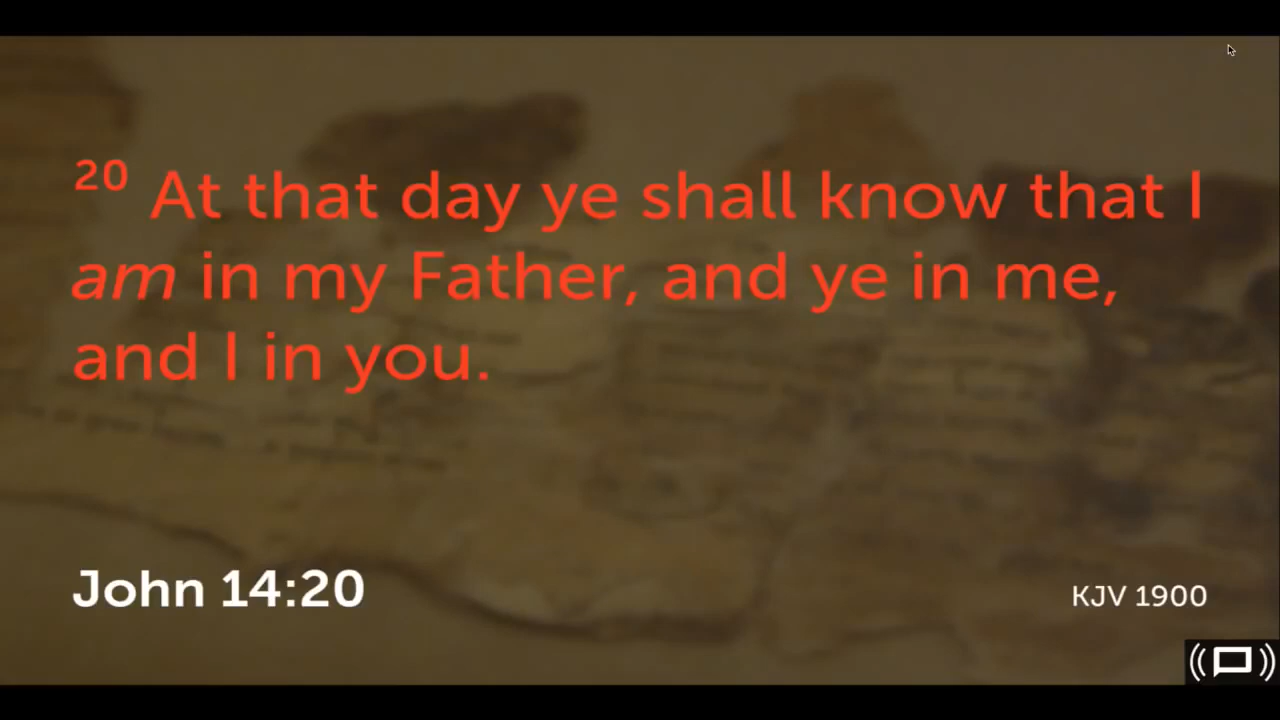 20 At that day ye shall know that I
am in my Father, and ye in me,
and I in you.
John 14:20
KJV 1900